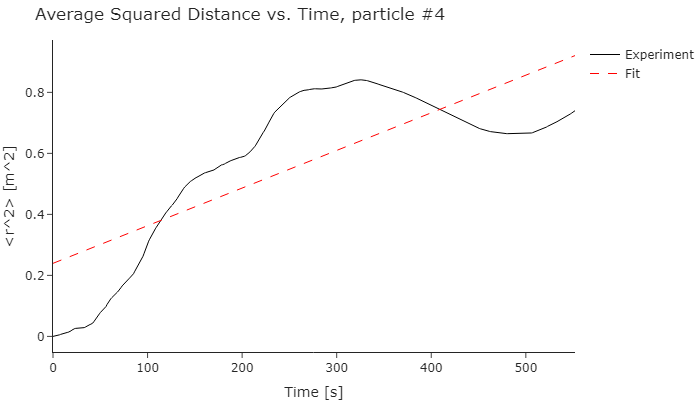 Average Squared Distance vs. Time, particle #4
Experiment
Fit
<r^2> [m^2]
0.8
0.6
0.4
0.2
0
0
100
200
300
400
500
Time [s]